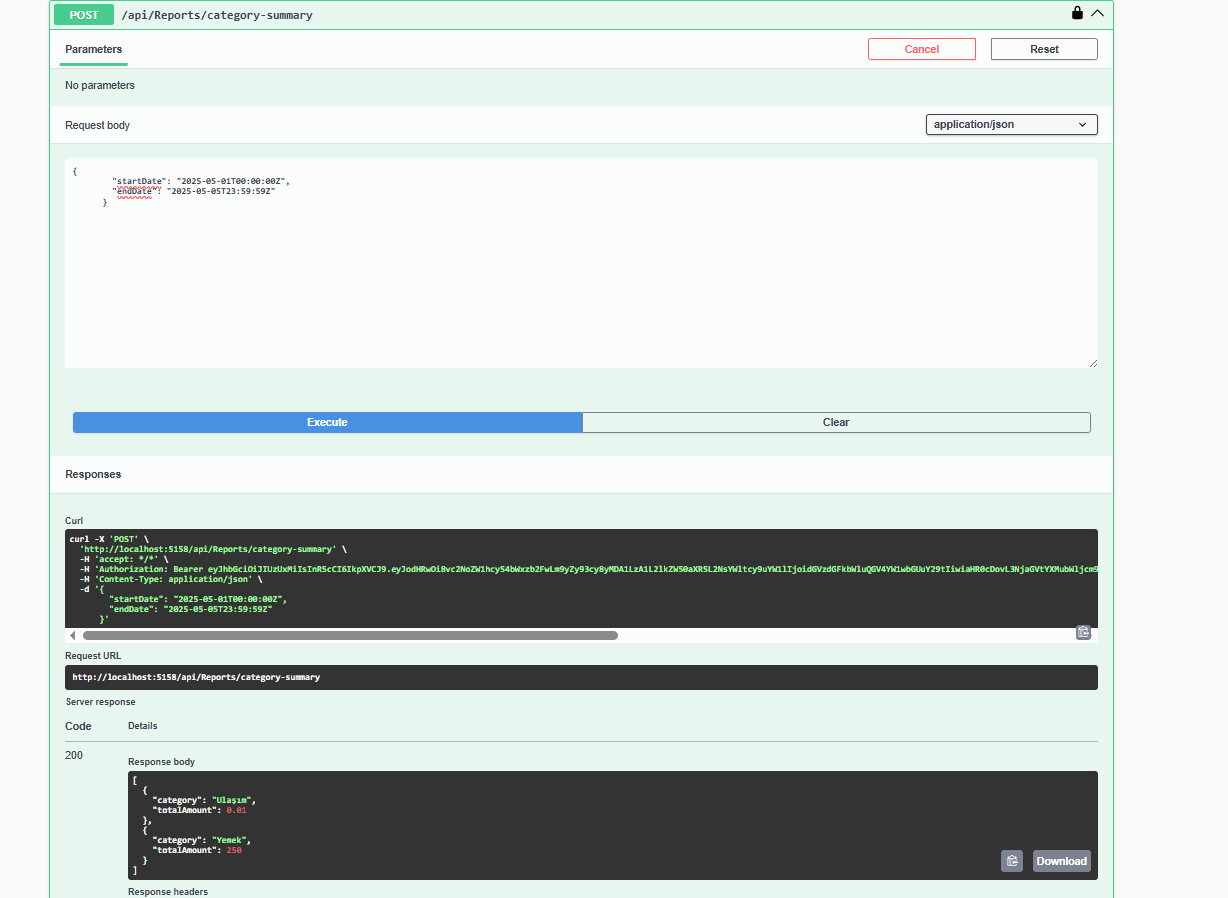 POST /api/Reports/category-summary
Parameters
Cancel
Reset
No parameters
Request body
application/json
{
"startDate": "2025-05-01T00:00:00Z",
"endDate": "2025-05-05T23:59:59Z"
}
Execute
Clear
Responses
Curl
curl -X 'POST' \
'http://localhost:5158/api/Reports/category-summary' \
-H 'accept: */*' \
-H 'Authorization: Bearer
-H 'Content-Type: application/json' \
-d '{
"startDate": "2025-05-01T00:00:00Z",
"endDate": "2025-05-05T23:59:59Z"
}'
Request URL
http://localhost:5158/api/Reports/category-summary
Server response
Code
Details
200
Response body
[
{
"category": "Ulaşım",
"totalAmount": 0.01
},
{
"category": "Yemek",
"totalAmount": 250
}
]
Download
Response headers